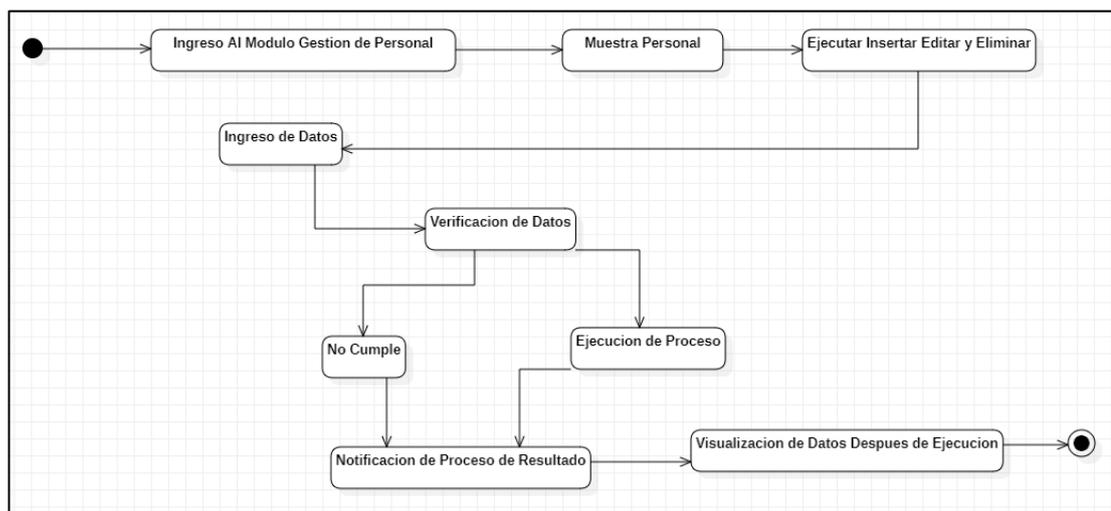 Ingreso Al Modulo Gestion de Personal
Muestra Personal
Ejecutar Insertar Editar y Eliminar
Ingreso de Datos
Verificacion de Datos
No Cumple
Ejecucion de Proceso
Notificacion de Proceso de Resultado
Visualizacion de Datos Despues de Ejecucion